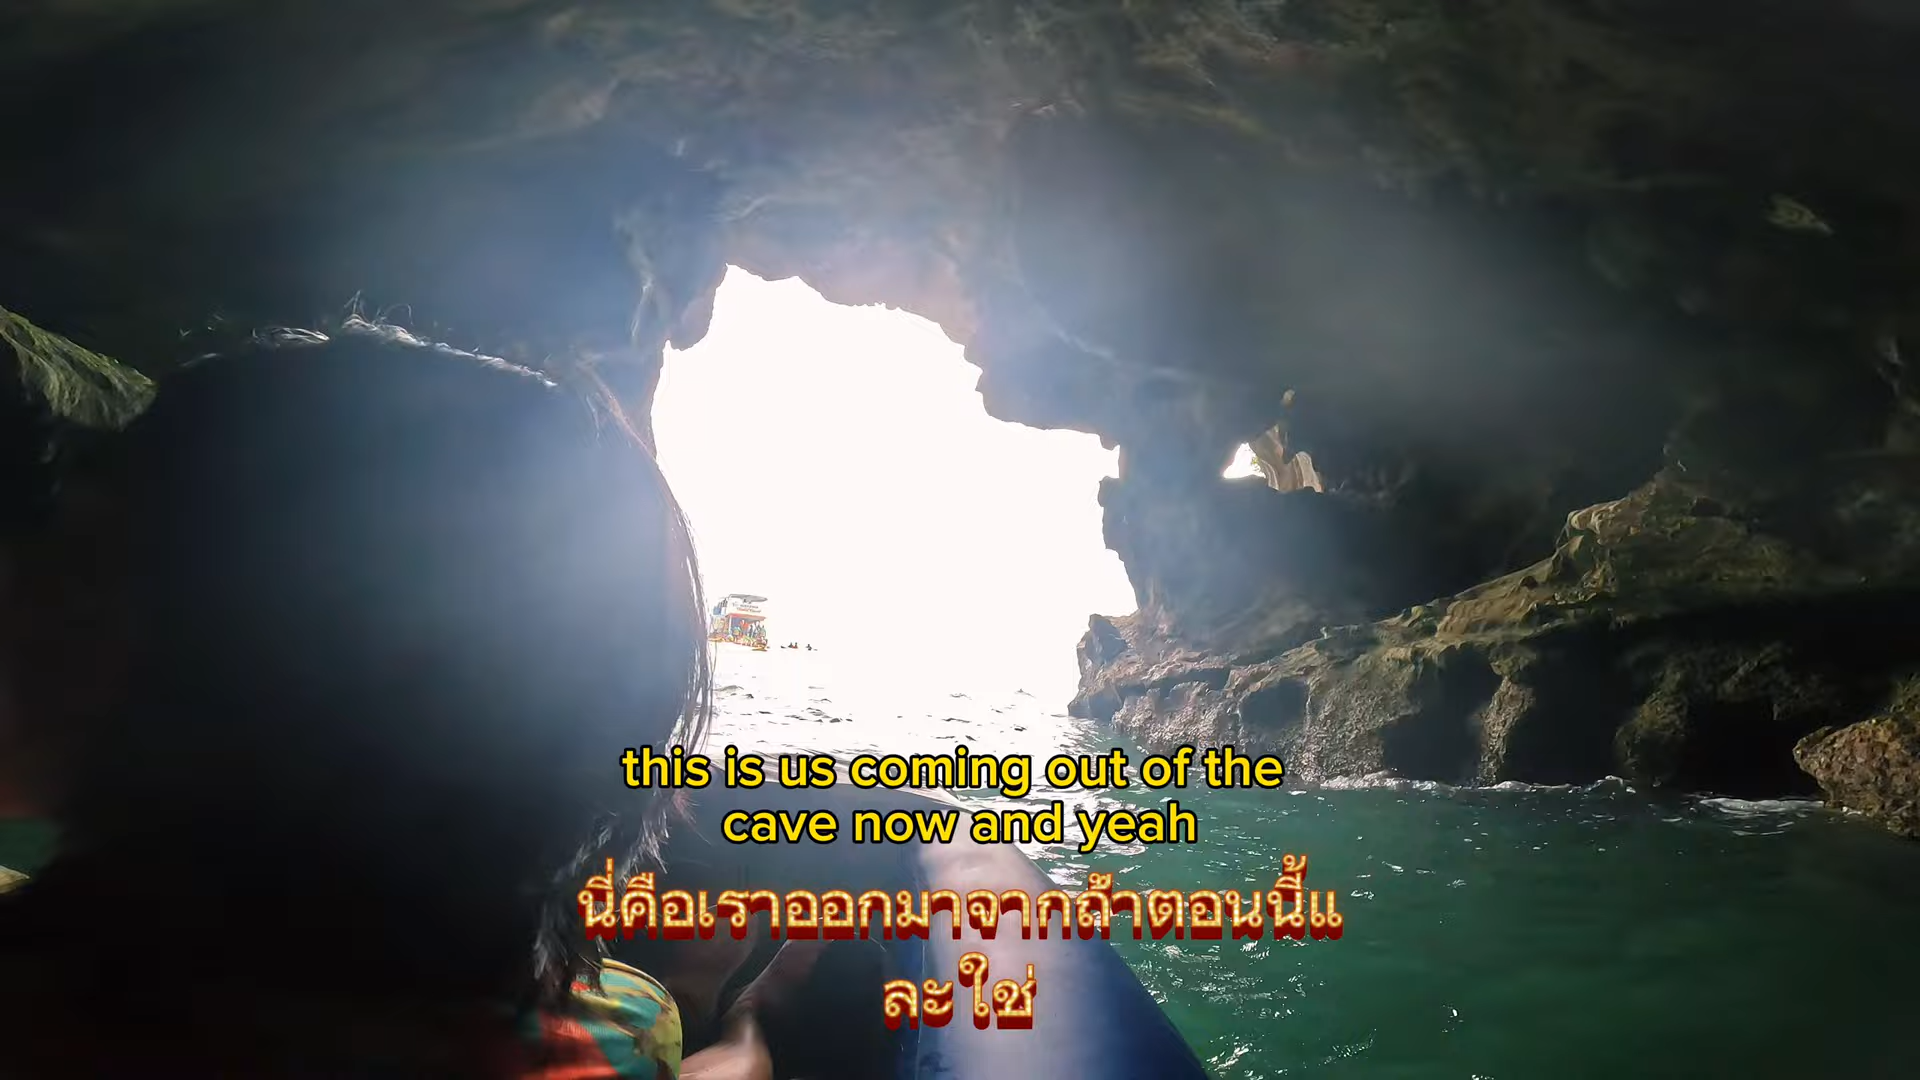 this is us coming out of the
cave now and yeah
นี่คือเราออกมาจากถ้ำตอนนี้แ
ละใช่